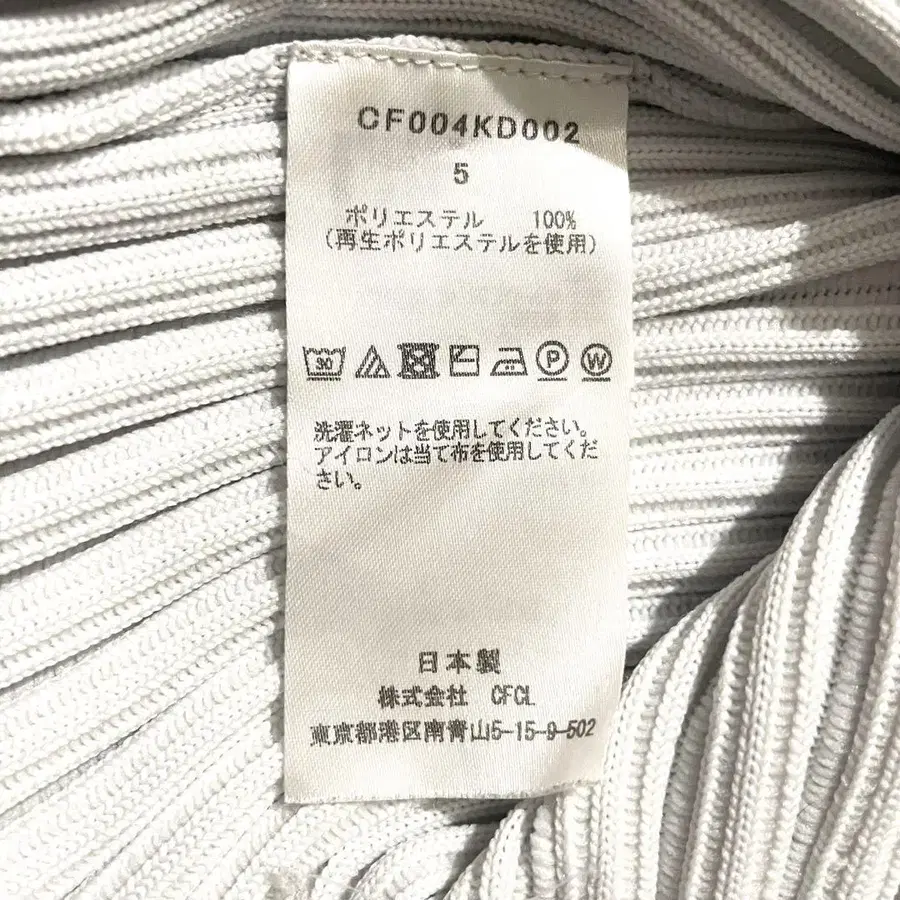 CF004KD002
5
ポリエステル 100%
(再生ポリエステルを使用)
30 P W
洗濯ネットを使用してください。
アイロンは当て布を使用してくだ
さい。
日本製
株式会社 CFCL
東京都港区南青山5-15-9-502